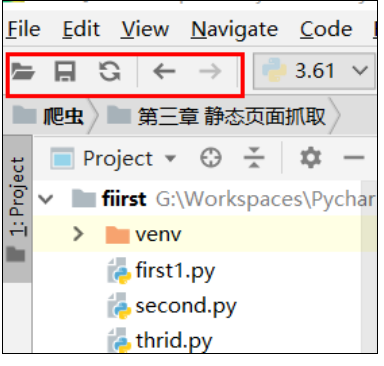 File Edit View Navigate Code
3.61
爬虫 第三章 静态页面抓取
1: Project
Project
fiirst G:\Workspaces\Pychar
venv
first1.py
second.py
thrid.py